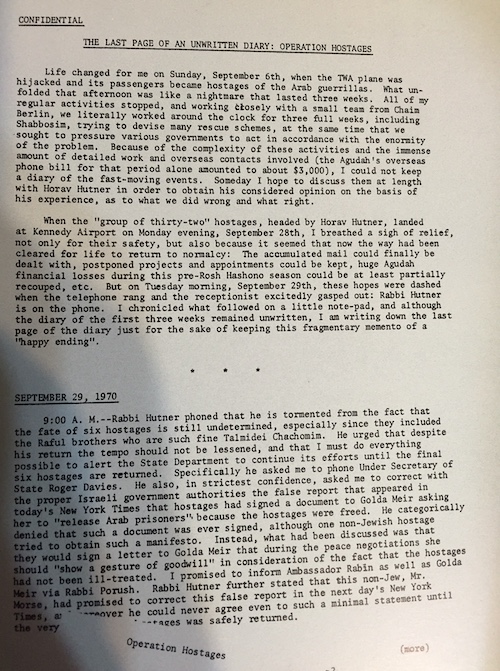 CONFIDENTIAL
THE LAST PAGE OF AN UNWRITTEN DIARY: OPERATION HOSTAGES
Life changed for me on Sunday, September 6th, when the TWA plane was
hijacked and its passengers became hostages of the Arab guerrillas. What un-
folded that afternoon was like a nightmare that lasted three weeks. All of my
regular activities stopped, and working closely with a small team from Chaim
Berlin, we literally worked around the clock for three full weeks, including
Shabbosim, trying to devise many rescue schemes, at the same time that we
sought to pressure various governments to act in accordance with the enormity
of the problem. Because of the complexity of these activities and the immense
amount of detailed work and overseas contacts involved (the Agudah's overseas
phone bill for that period alone amounted to about $3,000), I could not keep
a diary of the fast-moving events. Someday I hope to discuss them at length
with Horav Hutner in order to obtain his considered opinion on the basis of
his experience, as to what we did wrong and what right.
When the "group of thirty-two" hostages, headed by Horav Hutner, landed
at Kennedy Airport on Monday evening, September 28th, I breathed a sigh of relief,
not only for their safety, but also because it seemed that now the way had been
cleared for life to return to normalcy: The accumulated mail could finally be
dealt with, postponed projects and appointments could be kept, huge Agudah
financial losses during this pre-Rosh Hashono season could be at least partially
recouped, etc. But on Tuesday morning, September 29th, these hopes were dashed
when the telephone rang and the receptionist excitedly gasped out: Rabbi Hutner
is on the phone. I chronicled what followed on a little note-pad, and although
the diary of the first three weeks remained unwritten, I am writing down the last
page of the diary just for the sake of keeping this fragmentary memento of a
"happy ending".
* * *
SEPTEMBER 29, 1970
9:00 A. M.--Rabbi Hutner phoned that he is tormented from the fact that
the fate of six hostages is still undetermined, especially since they included
the Raful brothers who are such fine Talmidei Chachomim. He urged that despite
his return the tempo should not be lessened, and that I must do everything
possible to alert the State Department to continue its efforts until the final
six hostages are returned. Specifically he asked me to phone Under Secretary of
State Roger Davies. He also, in strictest confidence, asked me to correct with
the proper Israeli government authorities the false report that appeared in
today's New York Times that hostages had signed a document to Golda Meir asking
her to "release Arab prisoners" because the hostages were freed. He categorically
denied that such a document was ever signed, although one non-Jewish hostage
tried to obtain such a manifesto. Instead, what had been discussed was that
they would sign a letter to Golda Meir that during the peace negotiations she
should "show a gesture of goodwill" in consideration of the fact that the hostages
had not been ill-treated. I promised to inform Ambassador Rabin as well as Golda
Meir via Rabbi Porush. Rabbi Hutner further stated that this non-Jew, Mr.
Morse, had promised to correct this false report in the next day's New York
Times, he could never agree even to such a minimal statement until
the very was safely returned.
Operation Hostages
(more)